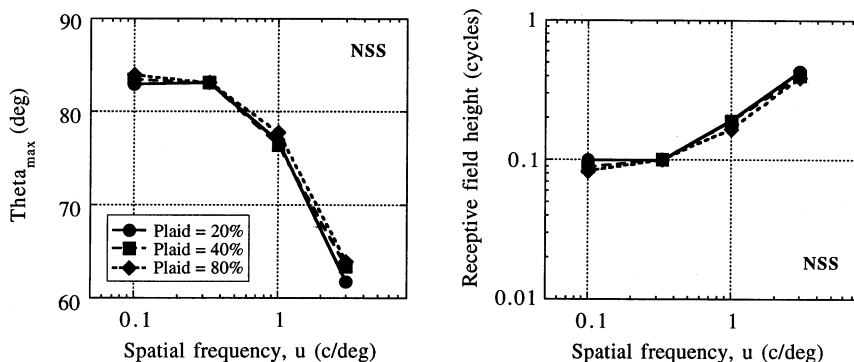 90
80
70
60
Theta_max (deg)
NSS
Plaid = 20%
Plaid = 40%
Plaid = 80%
0.1 1
Spatial frequency, u (c/deg)
1
0.1
0.01
Receptive field height (cycles)
NSS
0.1 1
Spatial frequency, u (c/deg)